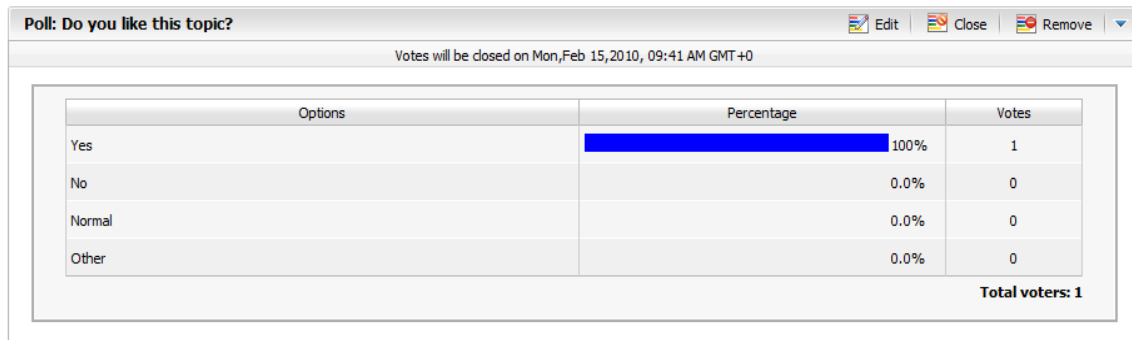 Poll: Do you like this topic? Edit Close Remove
Votes will be closed on Mon,Feb 15,2010, 09:41 AM GMT+0
Options Percentage Votes
Yes 100% 1
No 0.0% 0
Normal 0.0% 0
Other 0.0% 0
Total voters: 1